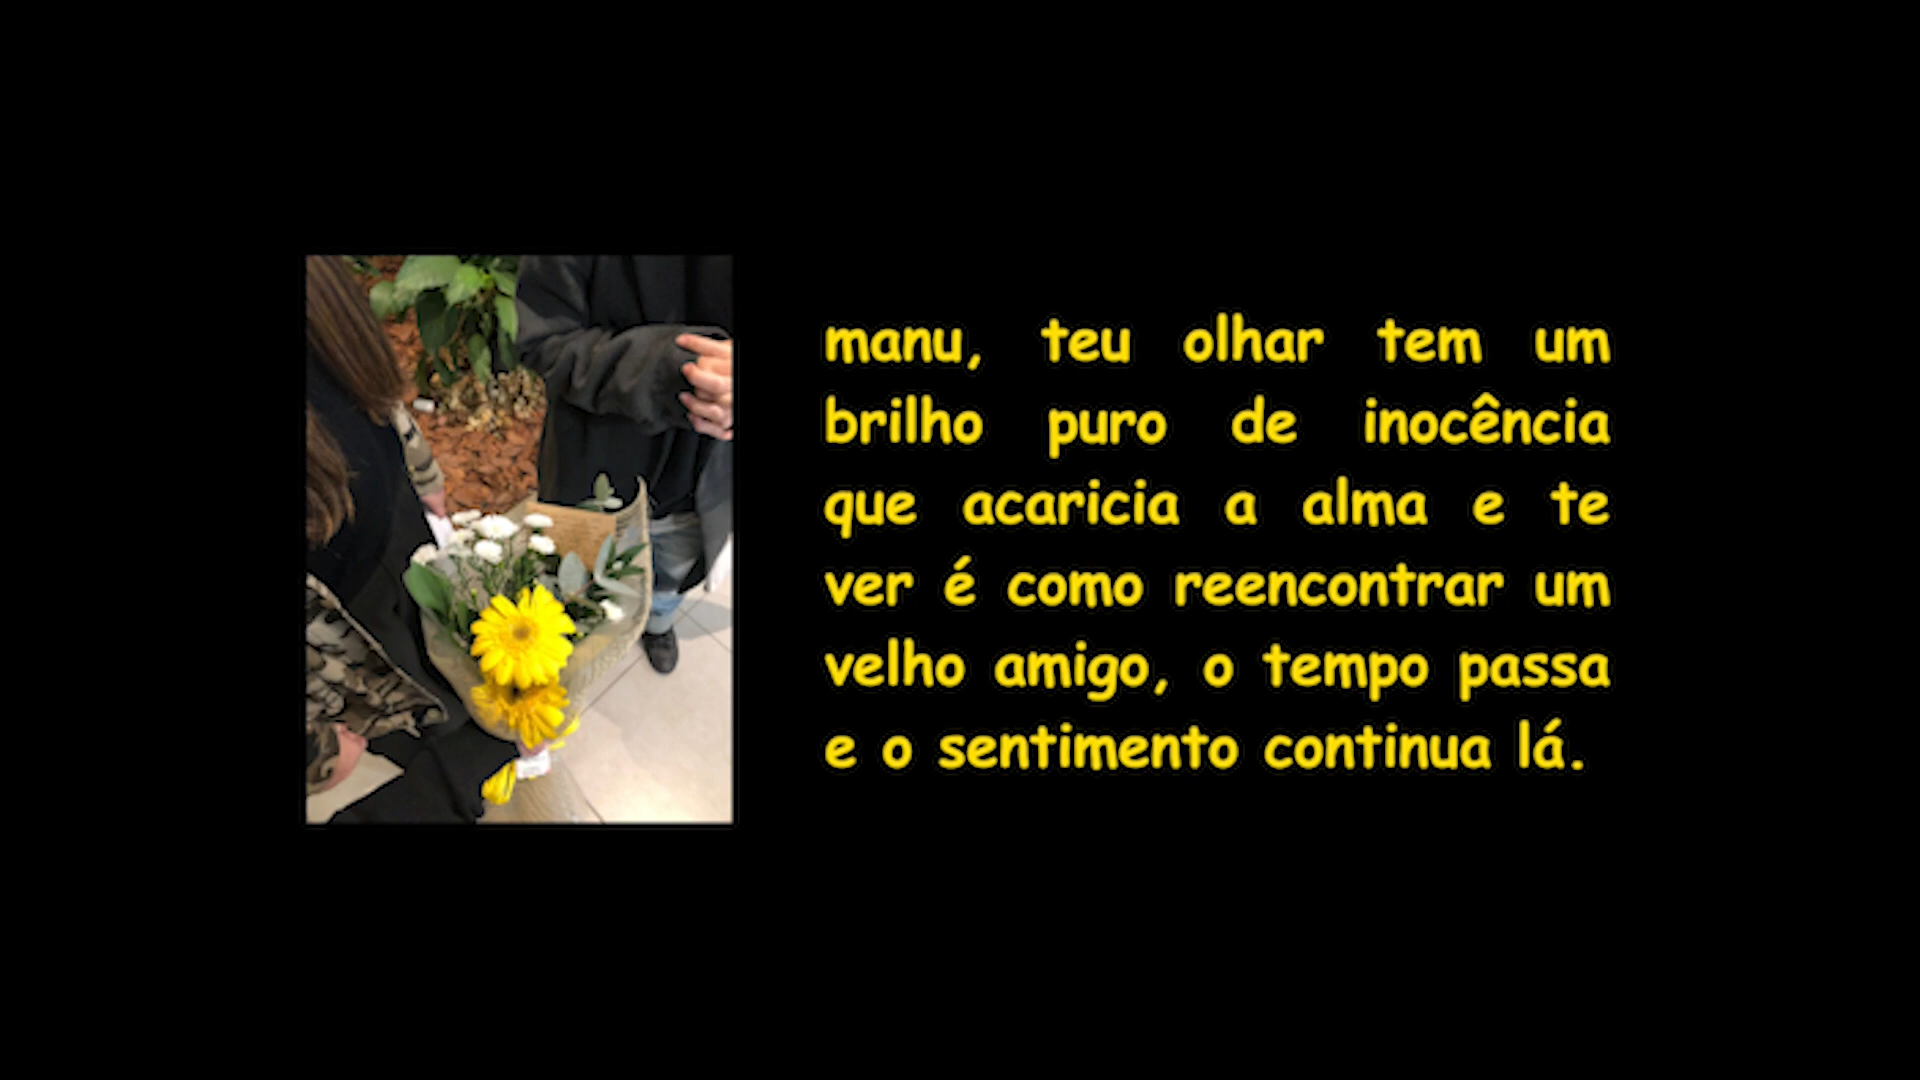 manu, teu olhar tem um
brilho puro de inocência
que acaricia a alma e te
ver é como reencontrar um
velho amigo, o tempo passa
e o sentimento continua lá.